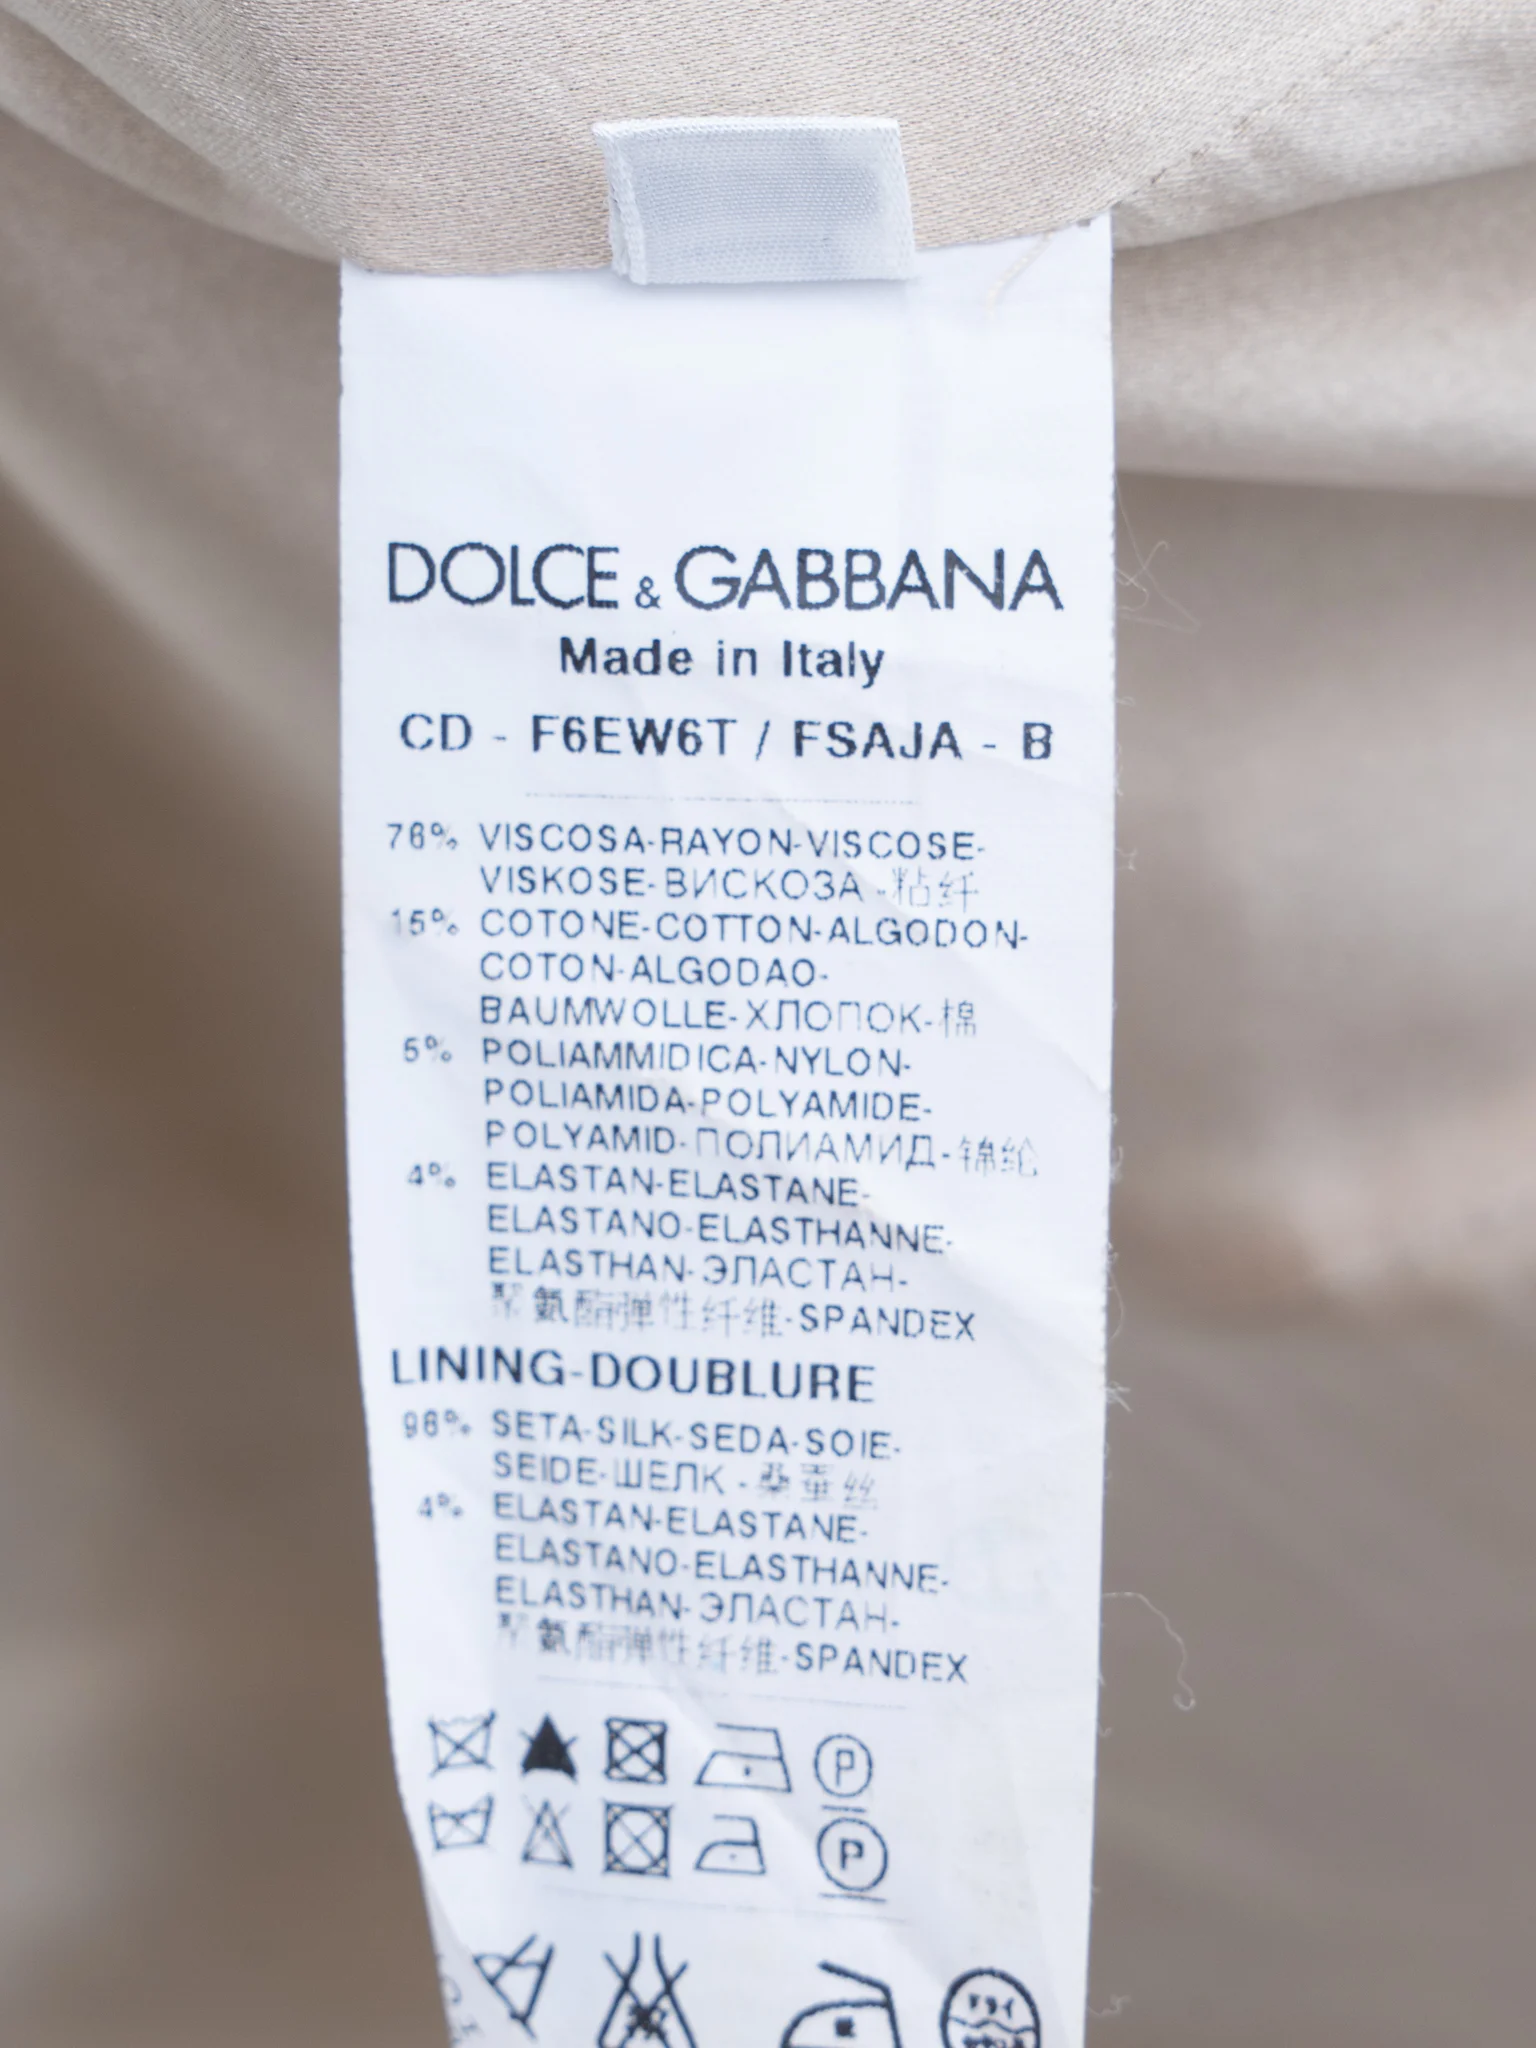 DOLCE & GABBANA
Made in Italy
CD - F6EW6T / FSAJA - B
76% VISCOSA-RAYON-VISCOSE-
VISKOSE-ВИСКОЗА-粘纤
15% COTONE-COTTON-ALGODON-
COTON-ALGODAO-
BAUMWOLLE-ХЛОПОК-棉
5% POLIAMMIDICA-NYLON-
POLIAMIDA-POLYAMIDE-
POLYAMID-ПОЛИАМИД-锦纶
4% ELASTAN-ELASTANE-
ELASTANO-ELASTHANNE-
ELASTHAN-ЭЛАСТАН-
聚氨酯弹性纤维-SPANDEX
LINING-DOUBLURE
96% SETA-SILK-SEDA-SOIE-
SEIDE-ШЕЛК-桑蚕丝
4% ELASTAN-ELASTANE-
ELASTANO-ELASTHANNE-
ELASTHAN-ЭЛАСТАН-
聚氨酯弹性纤维-SPANDEX
P
P
ドライ